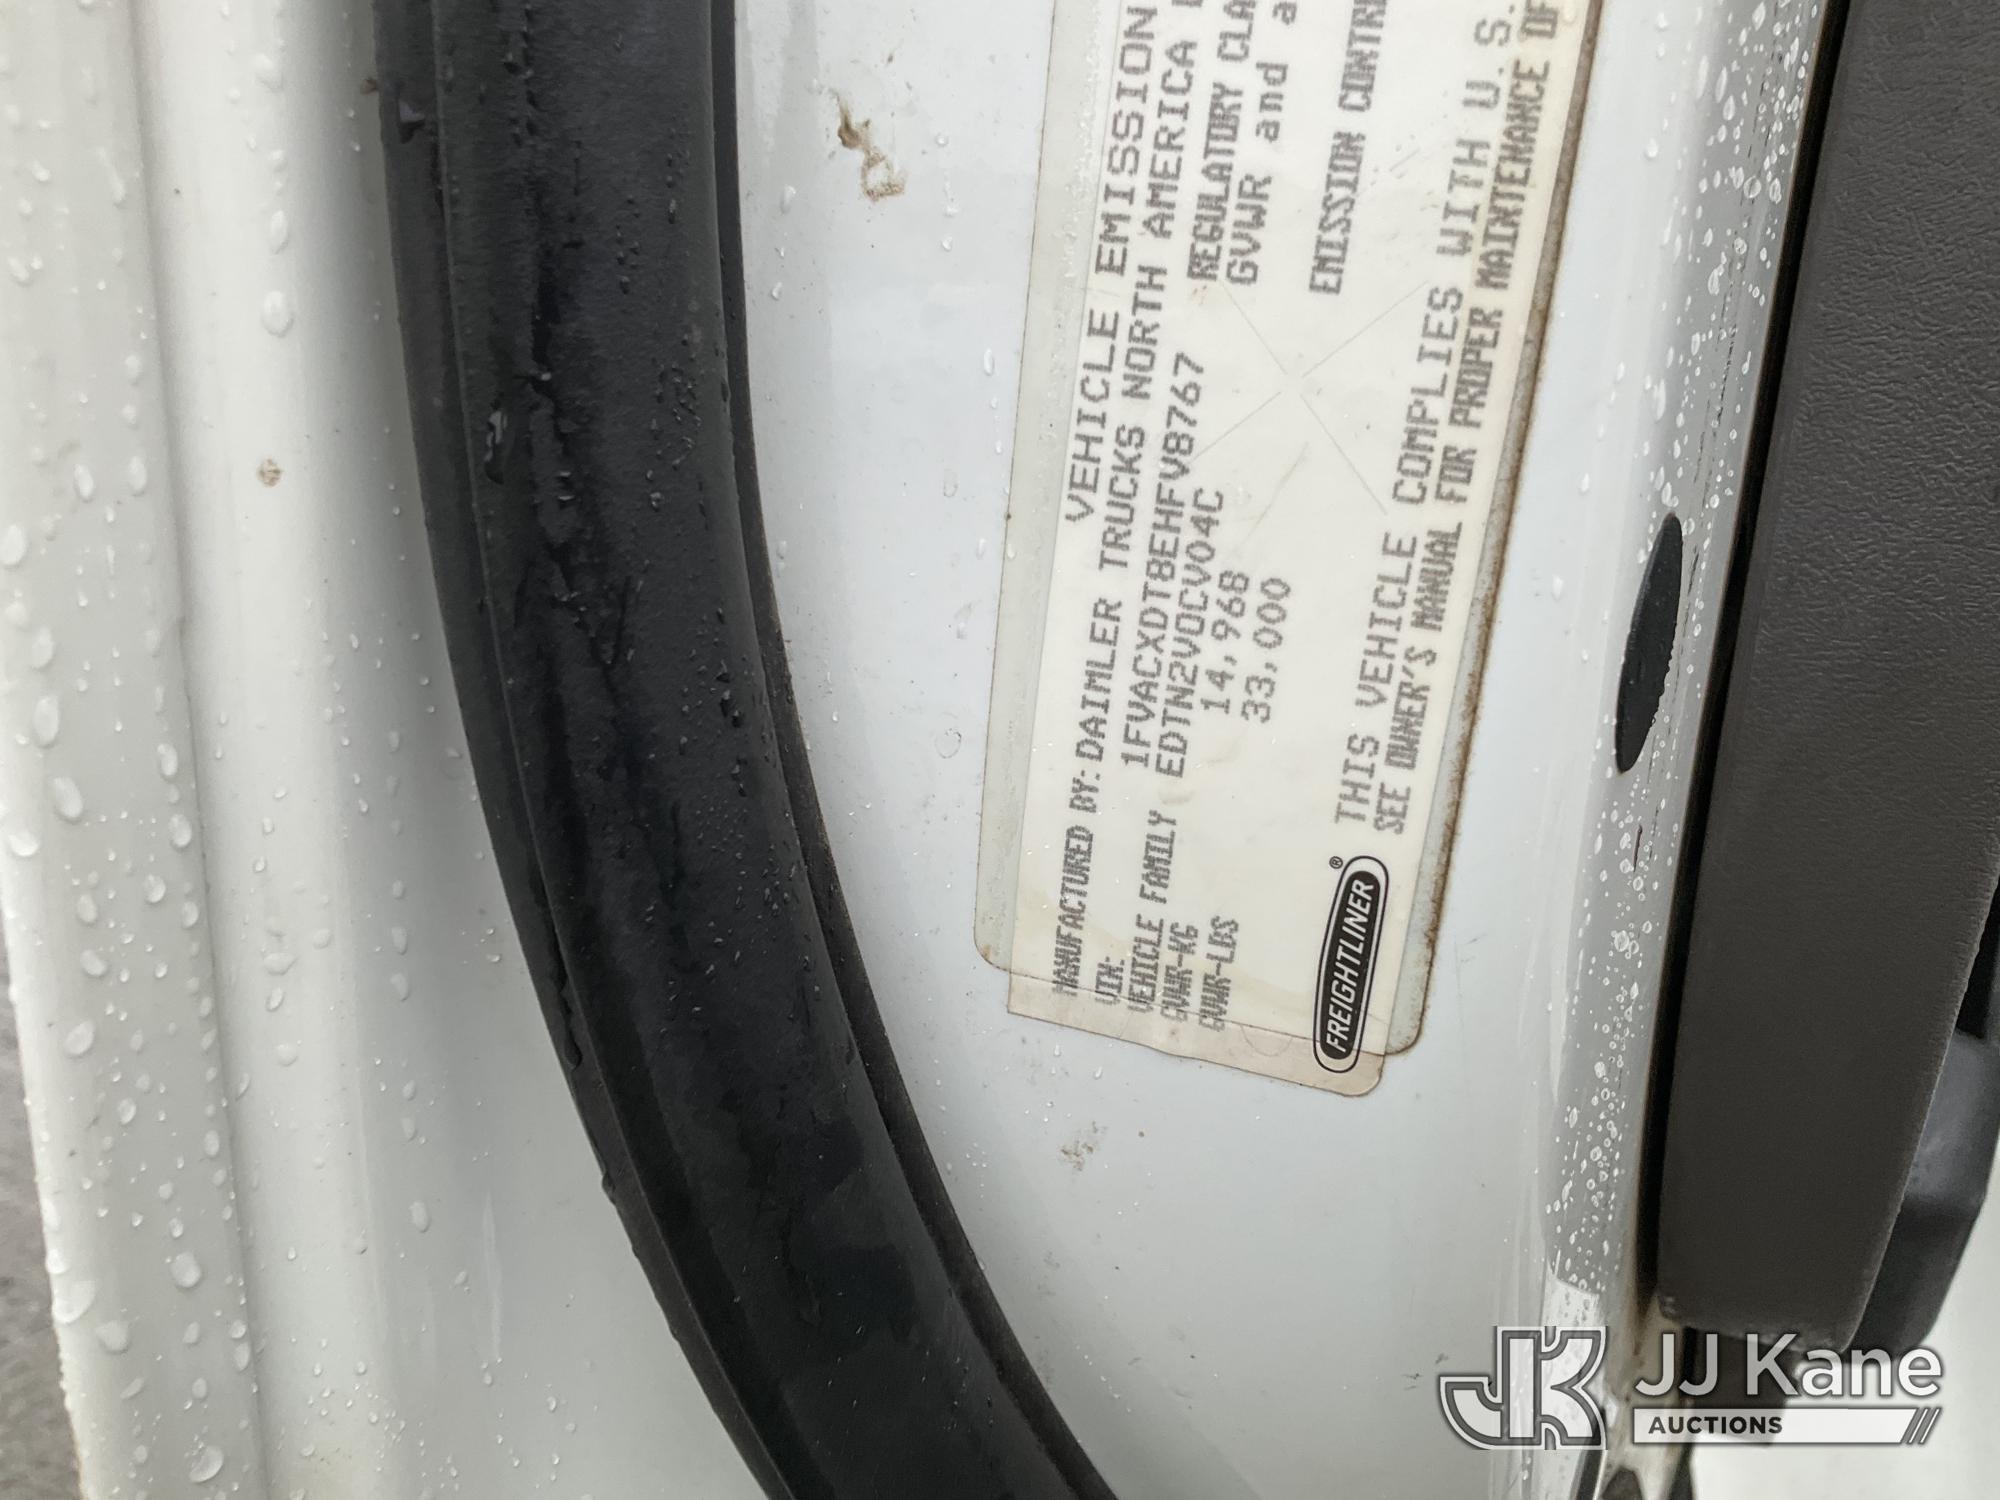 VEHICLE EMISSION
MANUFACTURED BY: DAIMLER TRUCKS NORTH AMERICA
VIN: 1FVACXDT8EHFV8767 REGULATORY CLA
VEHICLE FAMILY EDTN2VOCV04C GVWR and a
GVWR-KG 14,968
GVWR-LBS 33,000 EMISSION CONTR
THIS VEHICLE COMPLIES WITH U.S.
SEE OWNER'S MANUAL FOR PROPER MAINTENANCE OF
FREIGHTLINER®
JK JJ Kane
AUCTIONS